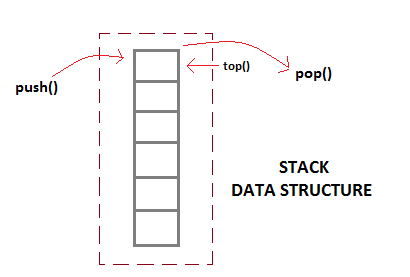 push()
top()
pop()
STACK
DATA STRUCTURE